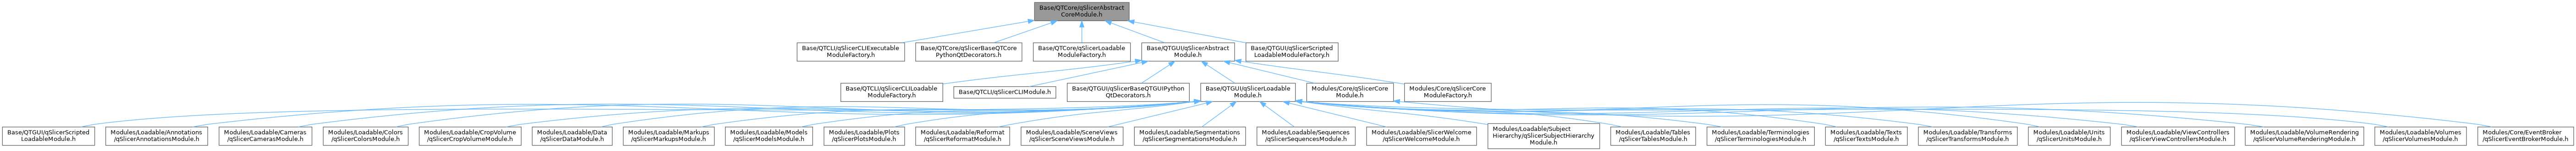 Base/QTCore/qSlicerAbstract
CoreModule.h
Base/QTCLI/qSlicerCLIExecutable
ModuleFactory.h
Base/QTCore/qSlicerBaseQTCore
PythonQtDecorators.h
Base/QTCore/qSlicerLoadable
ModuleFactory.h
Base/QTGUI/qSlicerAbstract
Module.h
Base/QTGUI/qSlicerScripted
LoadableModuleFactory.h
Base/QTCLI/qSlicerCLILoadable
ModuleFactory.h
Base/QTCLI/qSlicerCLIModule.h
Base/QTGUI/qSlicerBaseQTGUIPython
QtDecorators.h
Base/QTGUI/qSlicerLoadable
Module.h
Modules/Core/qSlicerCore
Module.h
Modules/Core/qSlicerCore
ModuleFactory.h
Base/QTGUI/qSlicerScripted
LoadableModule.h
Modules/Loadable/Annotations
/qSlicerAnnotationsModule.h
Modules/Loadable/Cameras
/qSlicerCamerasModule.h
Modules/Loadable/Colors
/qSlicerColorsModule.h
Modules/Loadable/CropVolume
/qSlicerCropVolumeModule.h
Modules/Loadable/Data
/qSlicerDataModule.h
Modules/Loadable/Markups
/qSlicerMarkupsModule.h
Modules/Loadable/Models
/qSlicerModelsModule.h
Modules/Loadable/Plots
/qSlicerPlotsModule.h
Modules/Loadable/Reformat
/qSlicerReformatModule.h
Modules/Loadable/SceneViews
/qSlicerSceneViewsModule.h
Modules/Loadable/Segmentations
/qSlicerSegmentationsModule.h
Modules/Loadable/Sequences
/qSlicerSequencesModule.h
Modules/Loadable/SlicerWelcome
/qSlicerWelcomeModule.h
Modules/Loadable/Subject
Hierarchy/qSlicerSubjectHierarchy
Module.h
Modules/Loadable/Tables
/qSlicerTablesModule.h
Modules/Loadable/Terminologies
/qSlicerTerminologiesModule.h
Modules/Loadable/Texts
/qSlicerTextsModule.h
Modules/Loadable/Transforms
/qSlicerTransformsModule.h
Modules/Loadable/Units
/qSlicerUnitsModule.h
Modules/Loadable/ViewControllers
/qSlicerViewControllersModule.h
Modules/Loadable/VolumeRendering
/qSlicerVolumeRenderingModule.h
Modules/Loadable/Volumes
/qSlicerVolumesModule.h
Modules/Core/EventBroker
/qSlicerEventBrokerModule.h